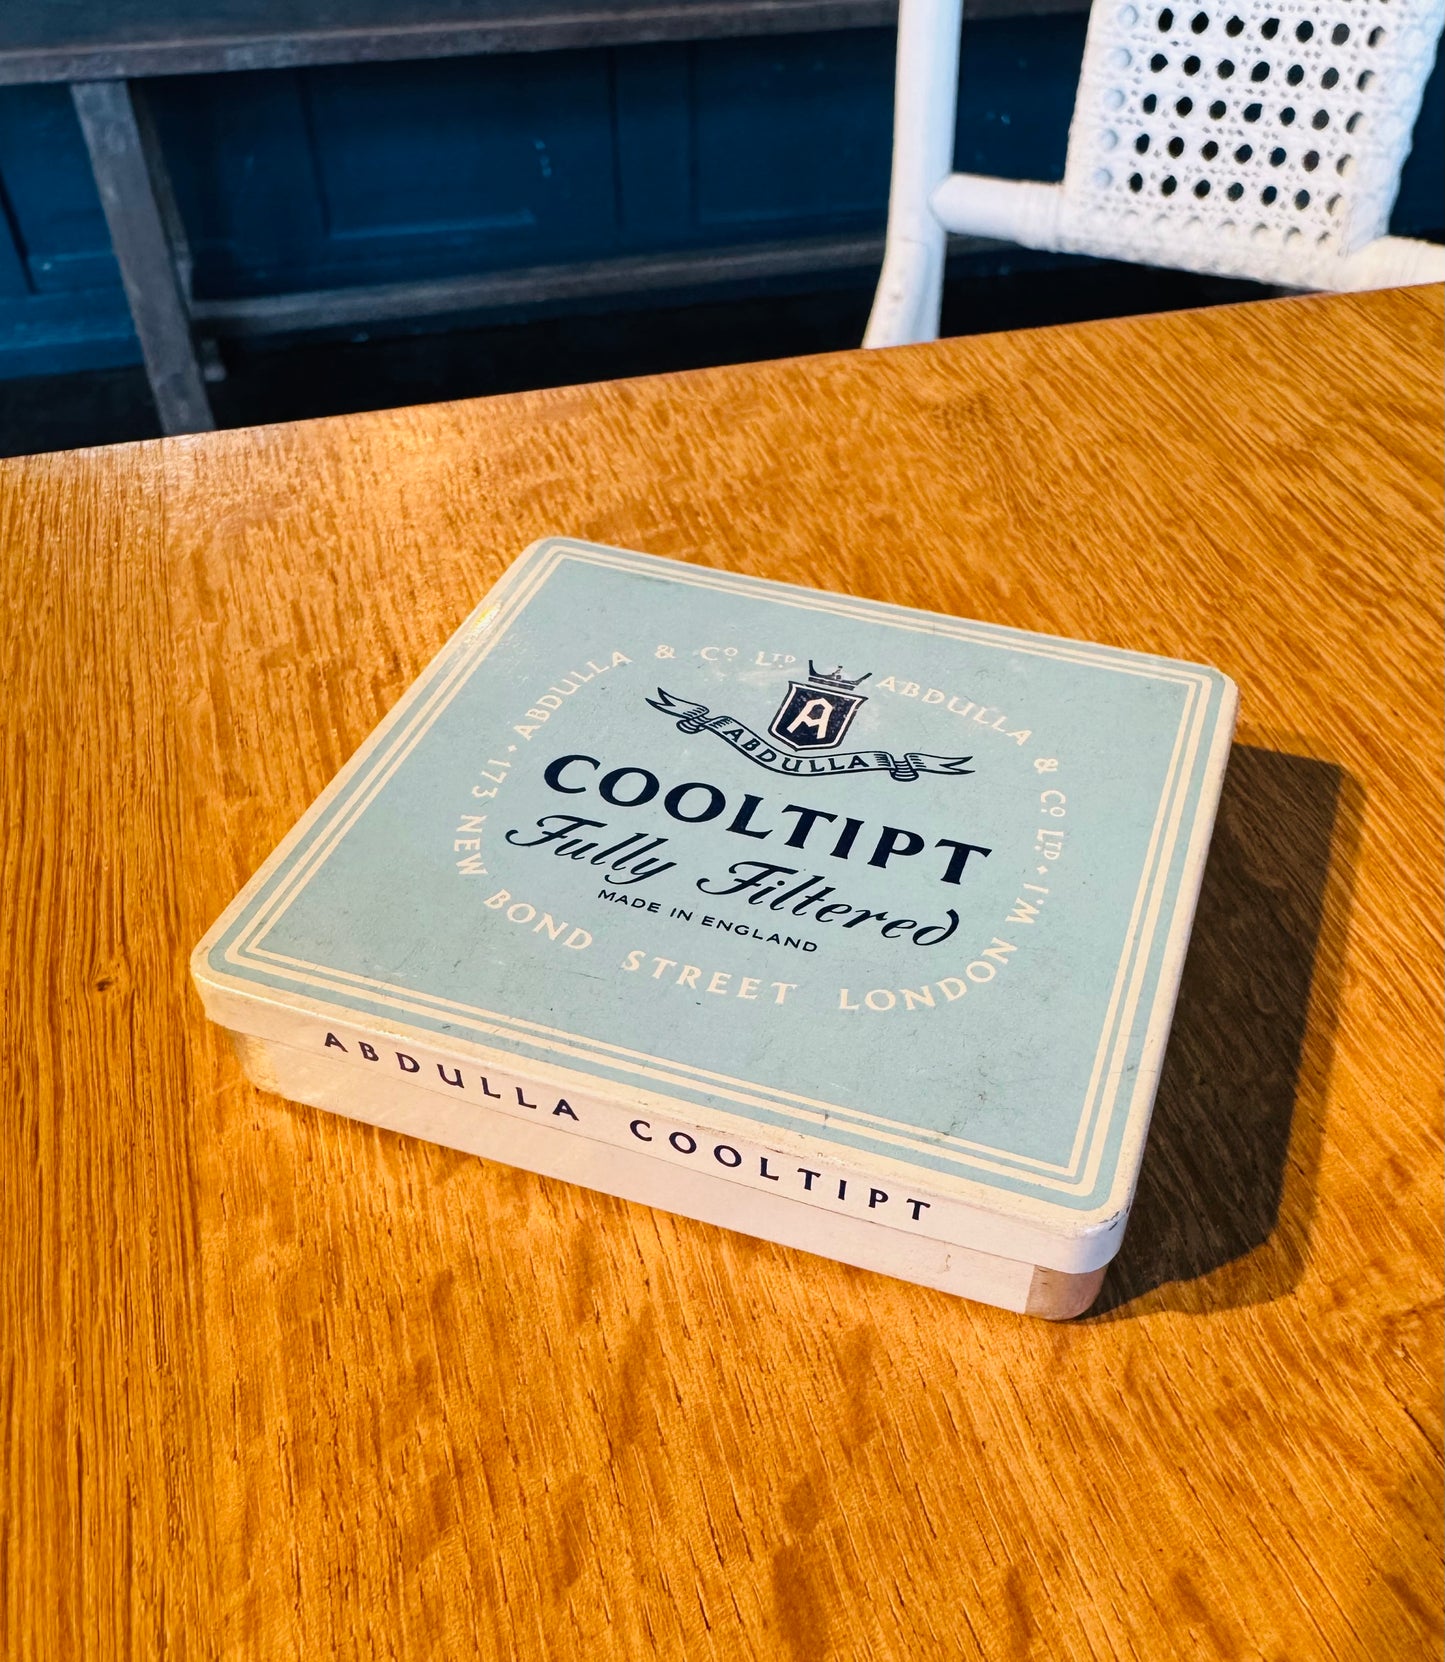 ABDULLA & Cº LTD ABDULLA & Cº LTD • 173 NEW BOND STREET LONDON W.1 •
A
ABDULLA
COOLTIPT
Fully Filtered
MADE IN ENGLAND
ABDULLA COOLTIPT